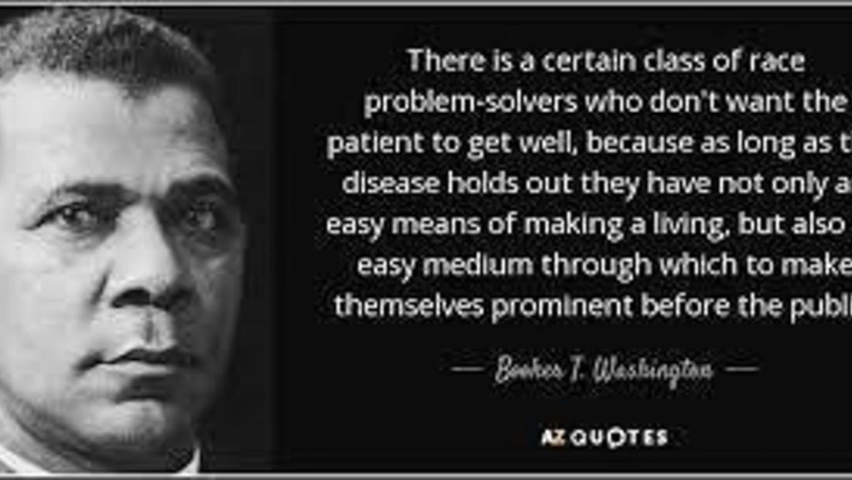 There is a certain class of race
problem-solvers who don't want the
patient to get well, because as long as t
disease holds out they have not only a
easy means of making a living, but also
easy medium through which to make
themselves prominent before the publi
— Booker T. Washington —
AZ QUOTES